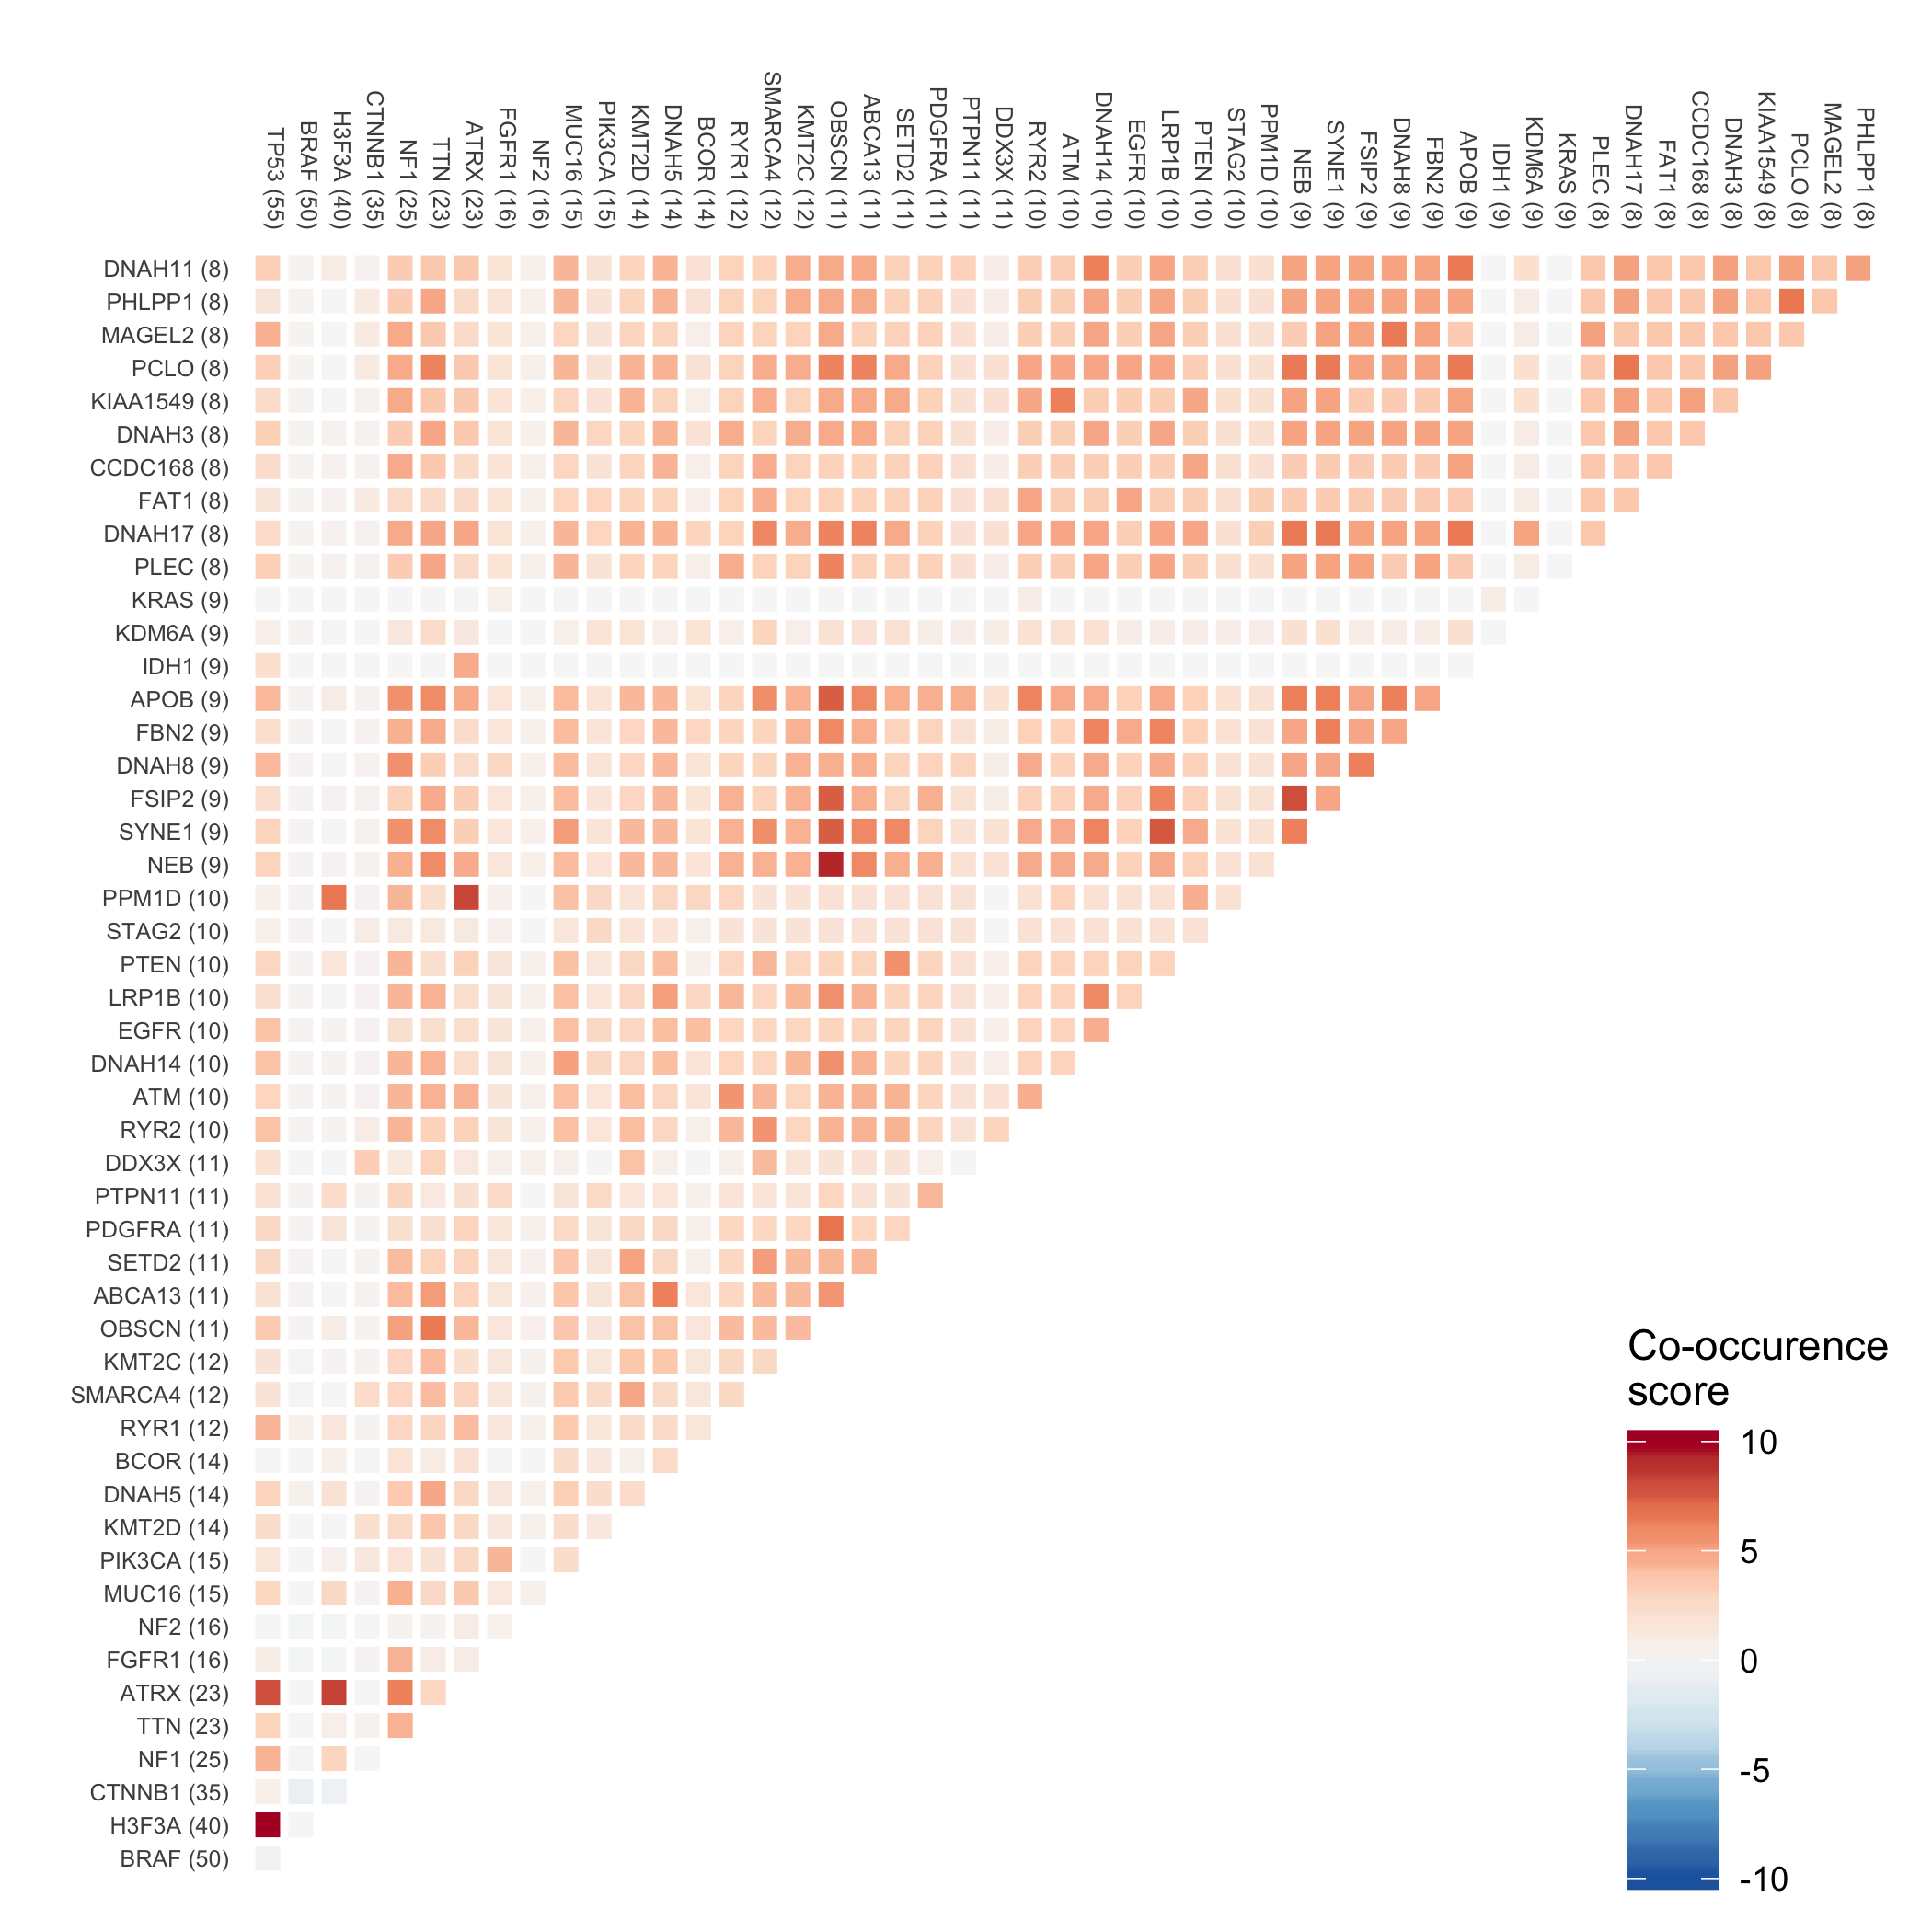 TP53 (55)
BRAF (50)
H3F3A (40)
CTNNB1 (35)
NF1 (25)
TTN (23)
ATRX (23)
FGFR1 (16)
NF2 (16)
MUC16 (15)
PIK3CA (15)
KMT2D (14)
DNAH5 (14)
BCOR (14)
RYR1 (12)
SMARCA4 (12)
KMT2C (12)
OBSCN (11)
ABCA13 (11)
SETD2 (11)
PDGFRA (11)
PTPN11 (11)
DDX3X (11)
RYR2 (10)
ATM (10)
DNAH14 (10)
EGFR (10)
LRP1B (10)
PTEN (10)
STAG2 (10)
PPM1D (10)
NEB (9)
SYNE1 (9)
FSIP2 (9)
DNAH8 (9)
FBN2 (9)
APOB (9)
IDH1 (9)
KDM6A (9)
KRAS (9)
PLEC (8)
DNAH17 (8)
FAT1 (8)
CCDC168 (8)
DNAH3 (8)
KIAA1549 (8)
PCLO (8)
MAGEL2 (8)
PHLPP1 (8)
DNAH11 (8)
PHLPP1 (8)
MAGEL2 (8)
PCLO (8)
KIAA1549 (8)
DNAH3 (8)
CCDC168 (8)
FAT1 (8)
DNAH17 (8)
PLEC (8)
KRAS (9)
KDM6A (9)
IDH1 (9)
APOB (9)
FBN2 (9)
DNAH8 (9)
FSIP2 (9)
SYNE1 (9)
NEB (9)
PPM1D (10)
STAG2 (10)
PTEN (10)
LRP1B (10)
EGFR (10)
DNAH14 (10)
ATM (10)
RYR2 (10)
DDX3X (11)
PTPN11 (11)
PDGFRA (11)
SETD2 (11)
ABCA13 (11)
OBSCN (11)
KMT2C (12)
SMARCA4 (12)
RYR1 (12)
BCOR (14)
DNAH5 (14)
KMT2D (14)
PIK3CA (15)
MUC16 (15)
NF2 (16)
FGFR1 (16)
ATRX (23)
TTN (23)
NF1 (25)
CTNNB1 (35)
H3F3A (40)
BRAF (50)
Co-occurence
score
10
5
0
-5
-10